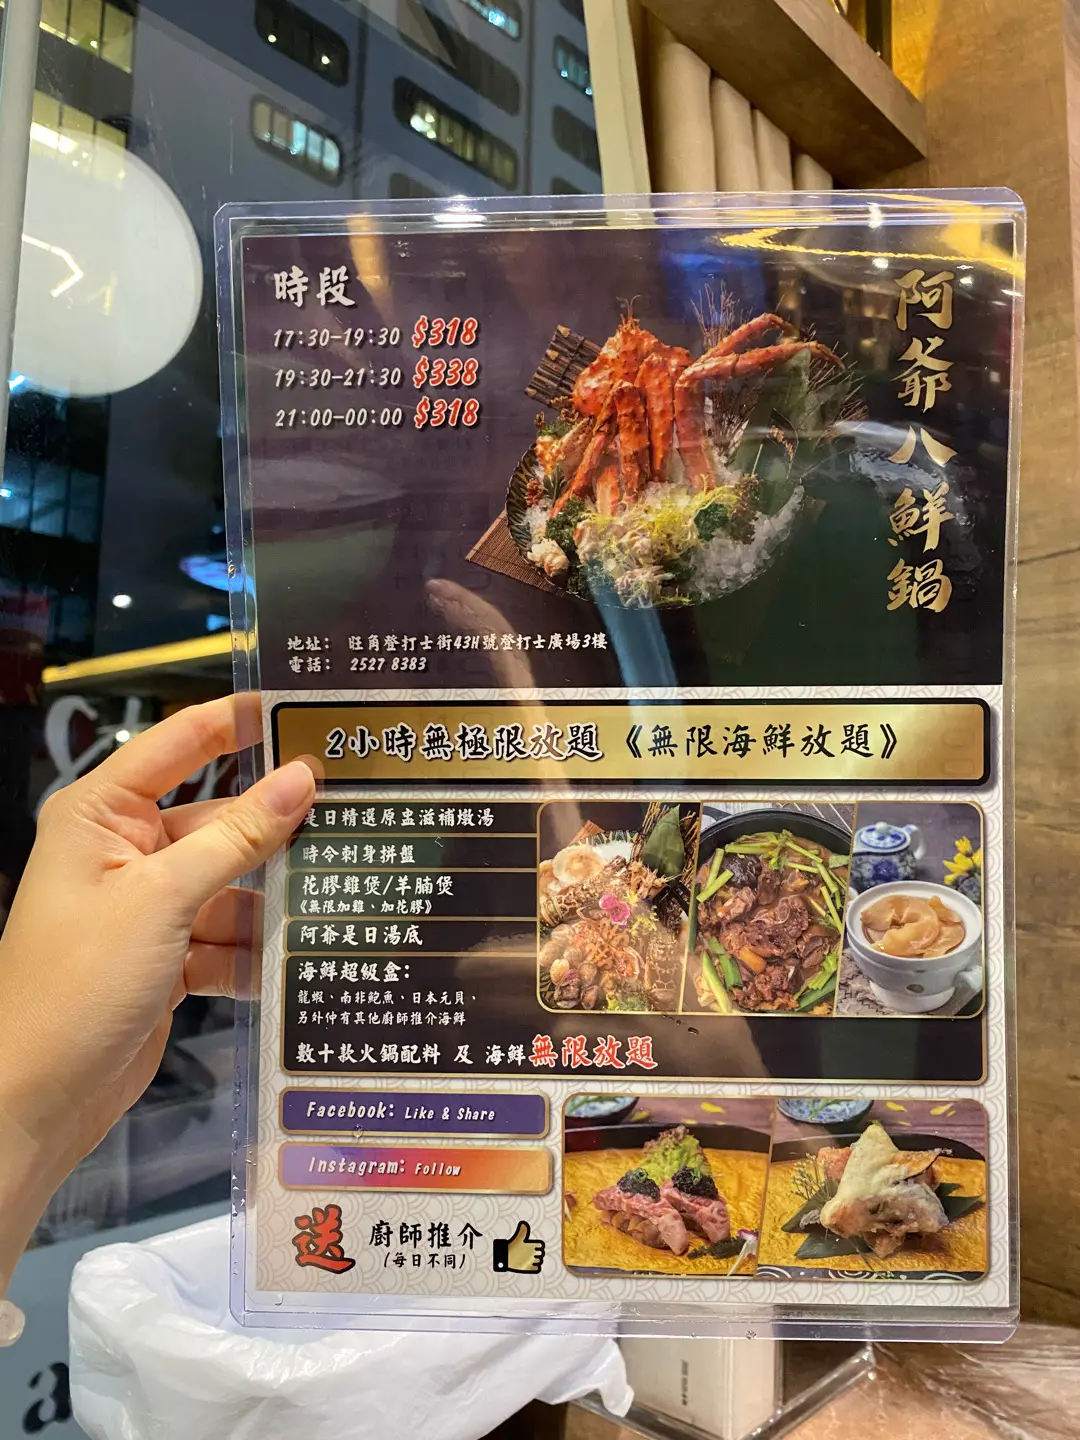 時段
17:30-19:30 $318
19:30-21:30 $338
21:00-00:00 $318
阿爺八鮮鍋
地址： 旺角登打士街43H號登打士廣場3樓
電話： 2527 8383
2小時無極限放題《無限海鮮放題》
是日精選原盅滋補燉湯
時令刺身拼盤
花膠雞煲/羊腩煲
《無限加雞、加花膠》
阿爺是日湯底
海鮮超級盒：
龍蝦、南非鮑魚、日本元貝、
另外仲有其他廚師推介海鮮
數十款火鍋配料 及 海鮮無限放題
Facebook: Like & Share
Instagram: Follow
送 廚師推介
(每日不同)